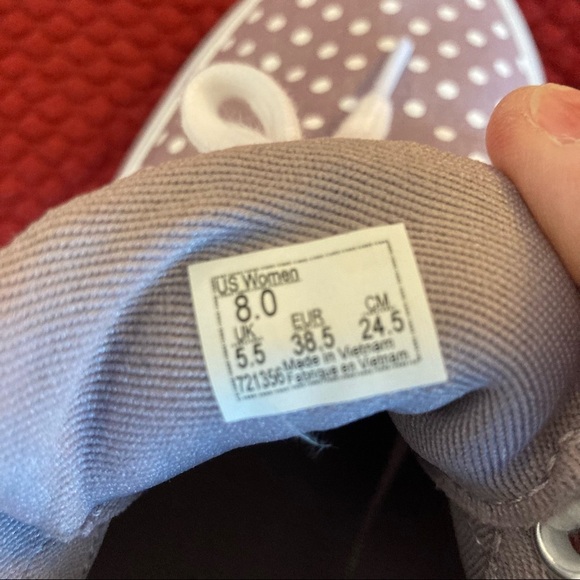 US Women
8.0
UK EUR CM
5.5 38.5 24.5
Made in Vietnam
721356 Fabriqué en Vietnam